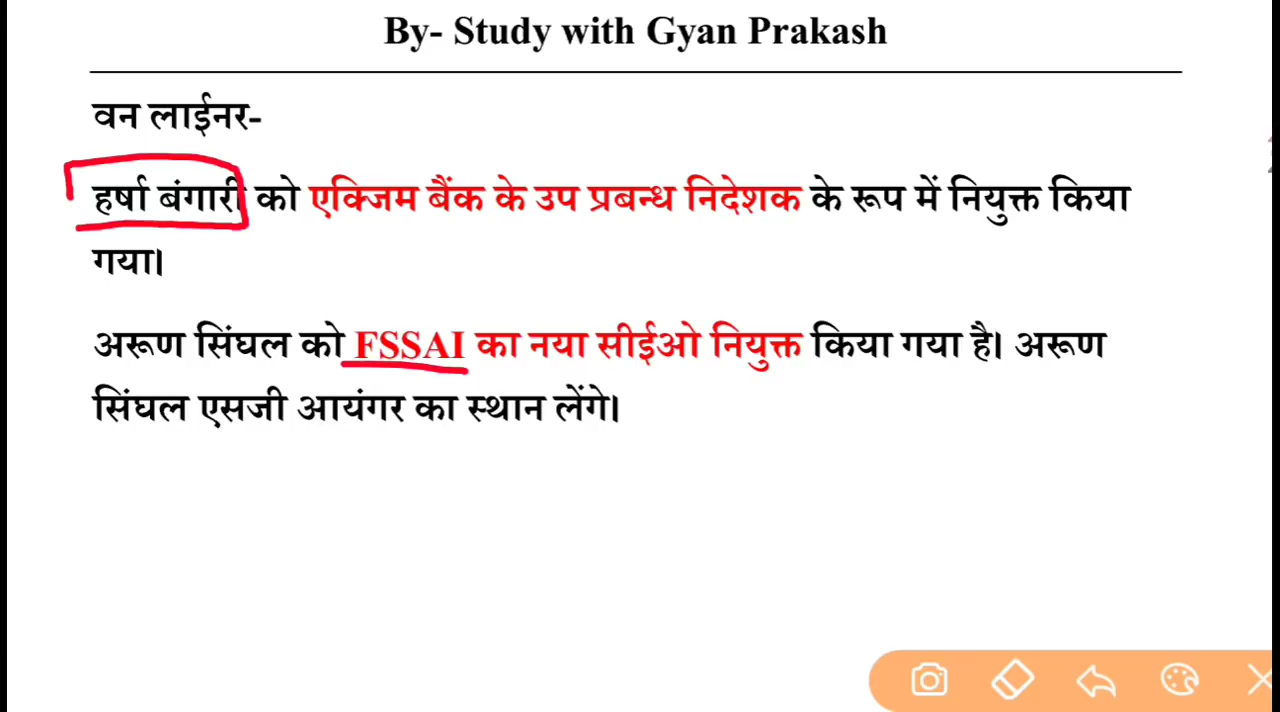 By- Study with Gyan Prakash
वन लाईनर-
हर्षा बंगारी को एक्जिम बैंक के उप प्रबन्ध निदेशक के रूप में नियुक्त किया
गया।
अरूण सिंघल को FSSAI का नया सीईओ नियुक्त किया गया है। अरूण
सिंघल एसजी आयंगर का स्थान लेंगे।